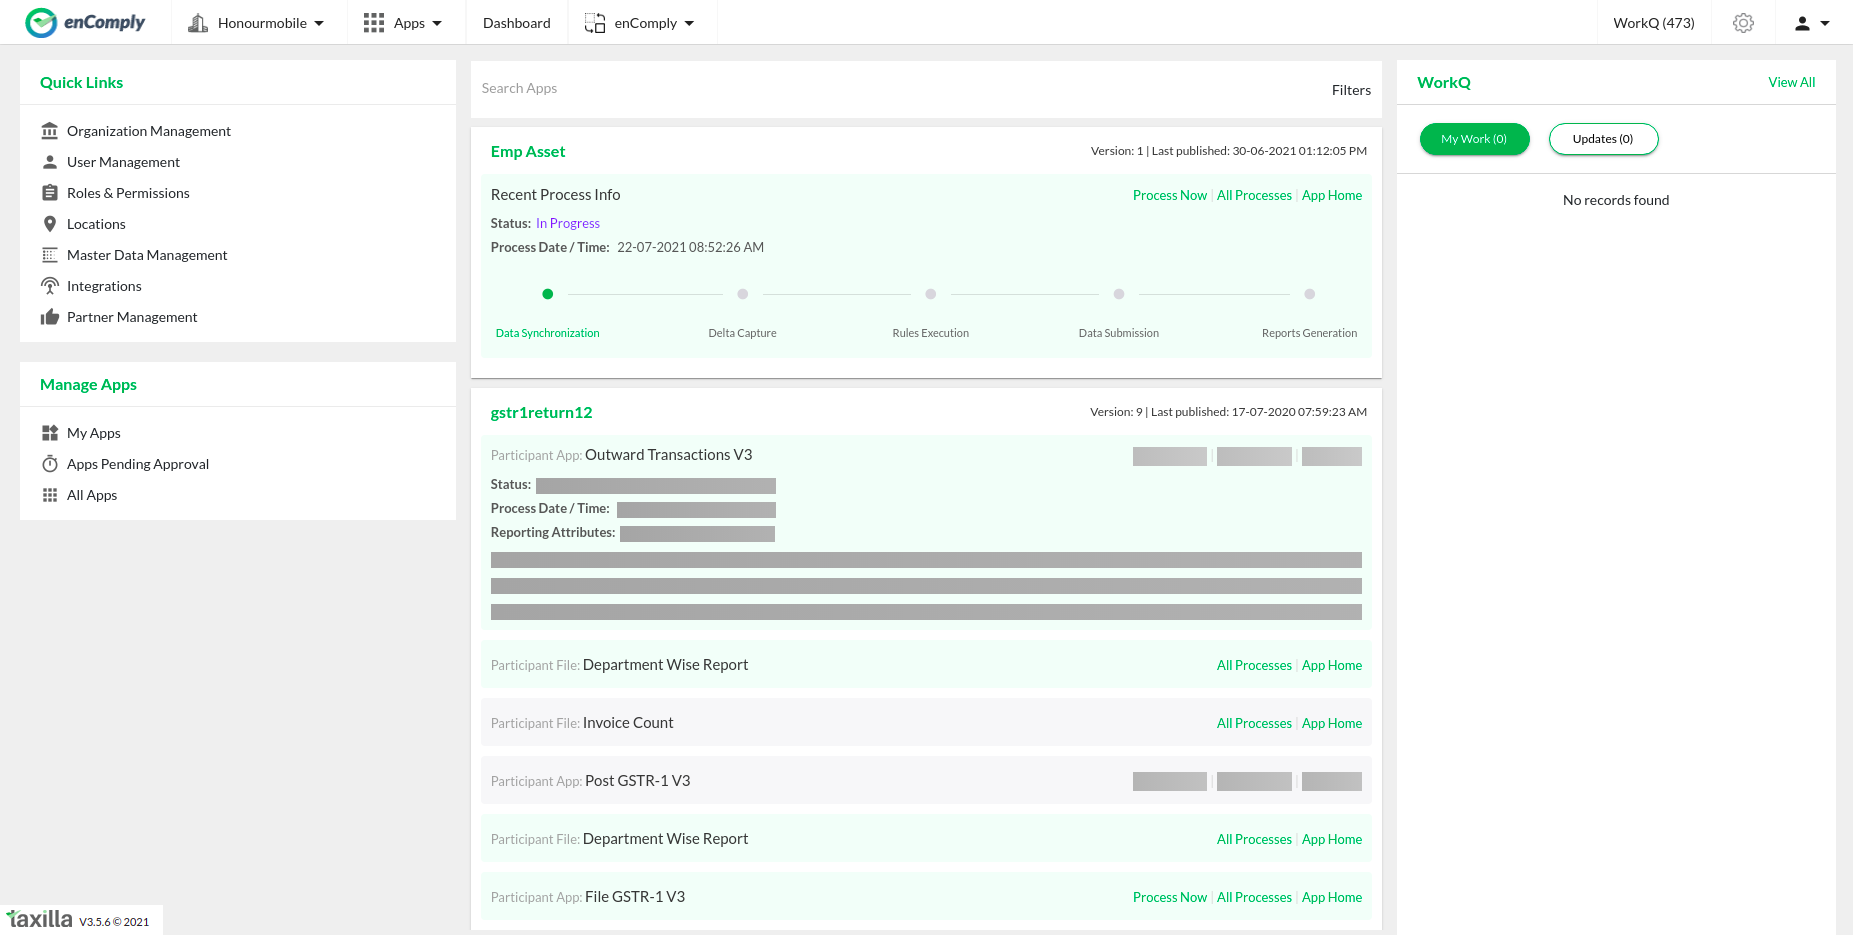 enComply
Honourmobile
Apps
Dashboard
enComply
WorkQ (473)
Quick Links
Organization Management
User Management
Roles & Permissions
Locations
Master Data Management
Integrations
Partner Management
Manage Apps
My Apps
Apps Pending Approval
All Apps
Search Apps
Filters
Emp Asset
Version: 1 | Last published: 30-06-2021 01:12:05 PM
Recent Process Info
Process Now | All Processes | App Home
Status: In Progress
Process Date / Time: 22-07-2021 08:52:26 AM
Data Synchronization
Delta Capture
Rules Execution
Data Submission
Reports Generation
gstr1return12
Version: 9 | Last published: 17-07-2020 07:59:23 AM
Participant App: Outward Transactions V3
Status:
Process Date / Time:
Reporting Attributes:
Participant File: Department Wise Report
All Processes | App Home
Participant File: Invoice Count
All Processes | App Home
Participant App: Post GSTR-1 V3
Participant File: Department Wise Report
All Processes | App Home
Participant App: File GSTR-1 V3
Process Now | All Processes | App Home
WorkQ
View All
My Work (0)
Updates (0)
No records found
taxilla V3.5.6 © 2021